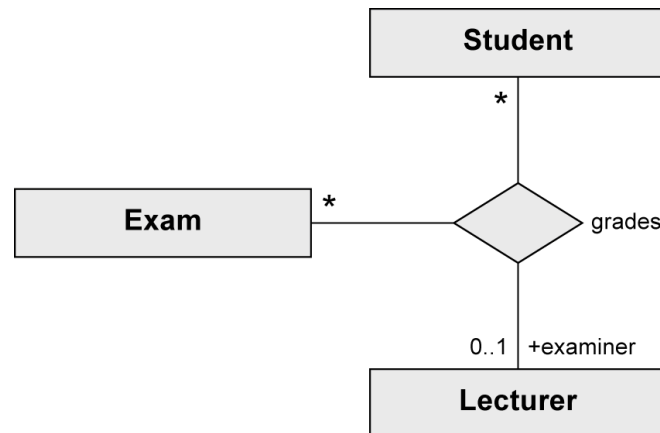 Student
*
Exam
*
grades
0..1
+examiner
Lecturer